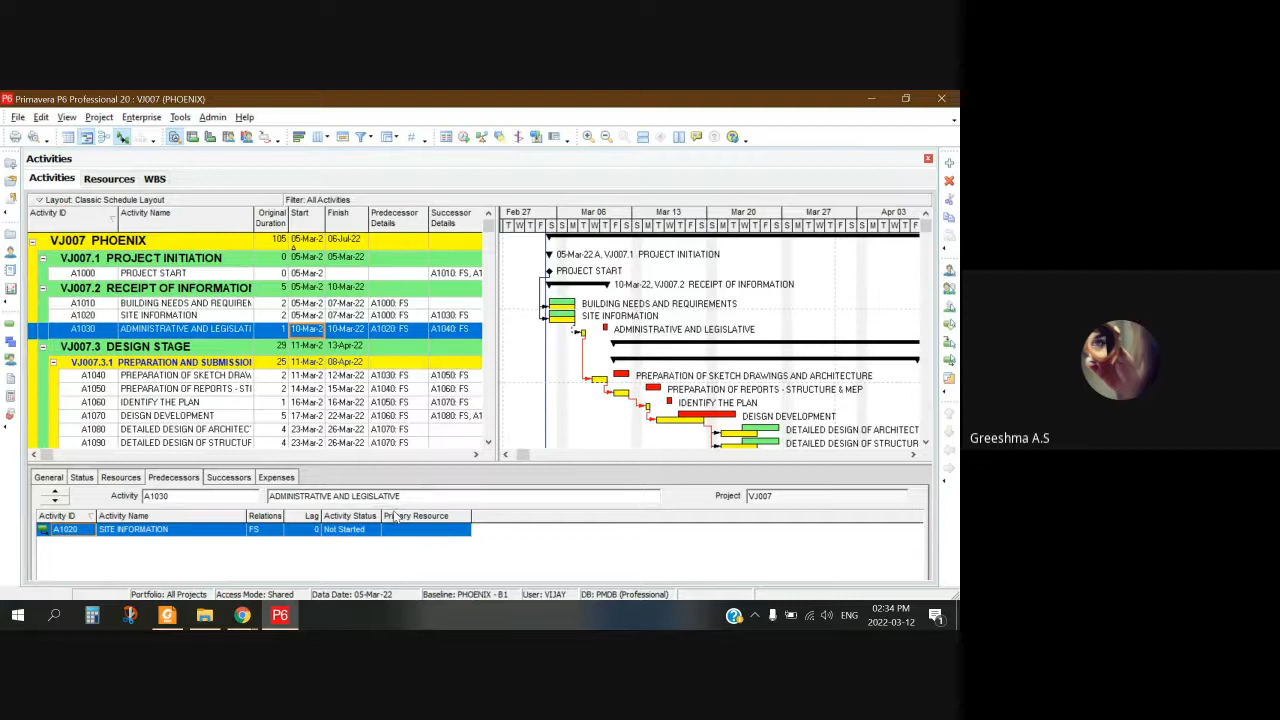 Primavera P6 Professional 20 : VJ007 (PHOENIX)
File Edit View Project Enterprise Tools Admin Help
Activities
Activities Resources WBS
Layout: Classic Schedule Layout Filter: All Activities
Activity ID Activity Name Original Duration Start Finish Predecessor Details Successor Details
Feb 27 Mar 06 Mar 13 Mar 20 Mar 27 Apr 03
T W T F S S M T W T F S S M T W T F S S M T W T F S S M T W T F S S M T W T F
VJ007 PHOENIX 105 05-Mar-2 A 06-Jul-22
VJ007.1 PROJECT INITIATION 0 05-Mar-2 05-Mar-22 05-Mar-22 A, VJ007.1 PROJECT INITIATION
A1000 PROJECT START 0 05-Mar-2 A1010: FS, A1 PROJECT START
VJ007.2 RECEIPT OF INFORMATION 5 05-Mar-2 10-Mar-22 10-Mar-22, VJ007.2 RECEIPT OF INFORMATION
A1010 BUILDING NEEDS AND REQUIREM 2 05-Mar-2 07-Mar-22 A1000: FS BUILDING NEEDS AND REQUIREMENTS
A1020 SITE INFORMATION 2 05-Mar-2 07-Mar-22 A1000: FS A1030: FS SITE INFORMATION
A1030 ADMINISTRATIVE AND LEGISLATI 1 10-Mar-2 10-Mar-22 A1020: FS A1040: FS ADMINISTRATIVE AND LEGISLATIVE
VJ007.3 DESIGN STAGE 29 11-Mar-2 13-Apr-22
VJ007.3.1 PREPARATION AND SUBMISSION 25 11-Mar-2 08-Apr-22
A1040 PREPARATION OF SKETCH DRAWIN 2 11-Mar-2 12-Mar-22 A1030: FS A1050: FS PREPARATION OF SKETCH DRAWINGS AND ARCHITECTURE
A1050 PREPARATION OF REPORTS - STR 2 14-Mar-2 15-Mar-22 A1040: FS A1060: FS PREPARATION OF REPORTS - STRUCTURE & MEP
A1060 IDENTIFY THE PLAN 1 16-Mar-2 16-Mar-22 A1050: FS A1070: FS IDENTIFY THE PLAN
A1070 DEISGN DEVELOPMENT 5 17-Mar-2 22-Mar-22 A1060: FS A1080: FS, A1 DEISGN DEVELOPMENT
A1080 DETAILED DESIGN OF ARCHITEC 4 23-Mar-2 26-Mar-22 A1070: FS DETAILED DESIGN OF ARCHITECT
A1090 DETAILED DESIGN OF STRUCTUR 4 23-Mar-2 26-Mar-22 A1070: FS DETAILED DESIGN OF STRUCTUR
General Status Resources Predecessors Successors Expenses
Activity A1030 ADMINISTRATIVE AND LEGISLATIVE Project VJ007
Activity ID Activity Name Relations Lag Activity Status Primary Resource
A1020 SITE INFORMATION FS 0 Not Started
Portfolio: All Projects Access Mode: Shared Data Date: 05-Mar-22 Baseline: PHOENIX - B1 User: VIJAY DB: PMDB (Professional)
P6 ENG 02:34 PM
2022-03-12
Greeshma A.S